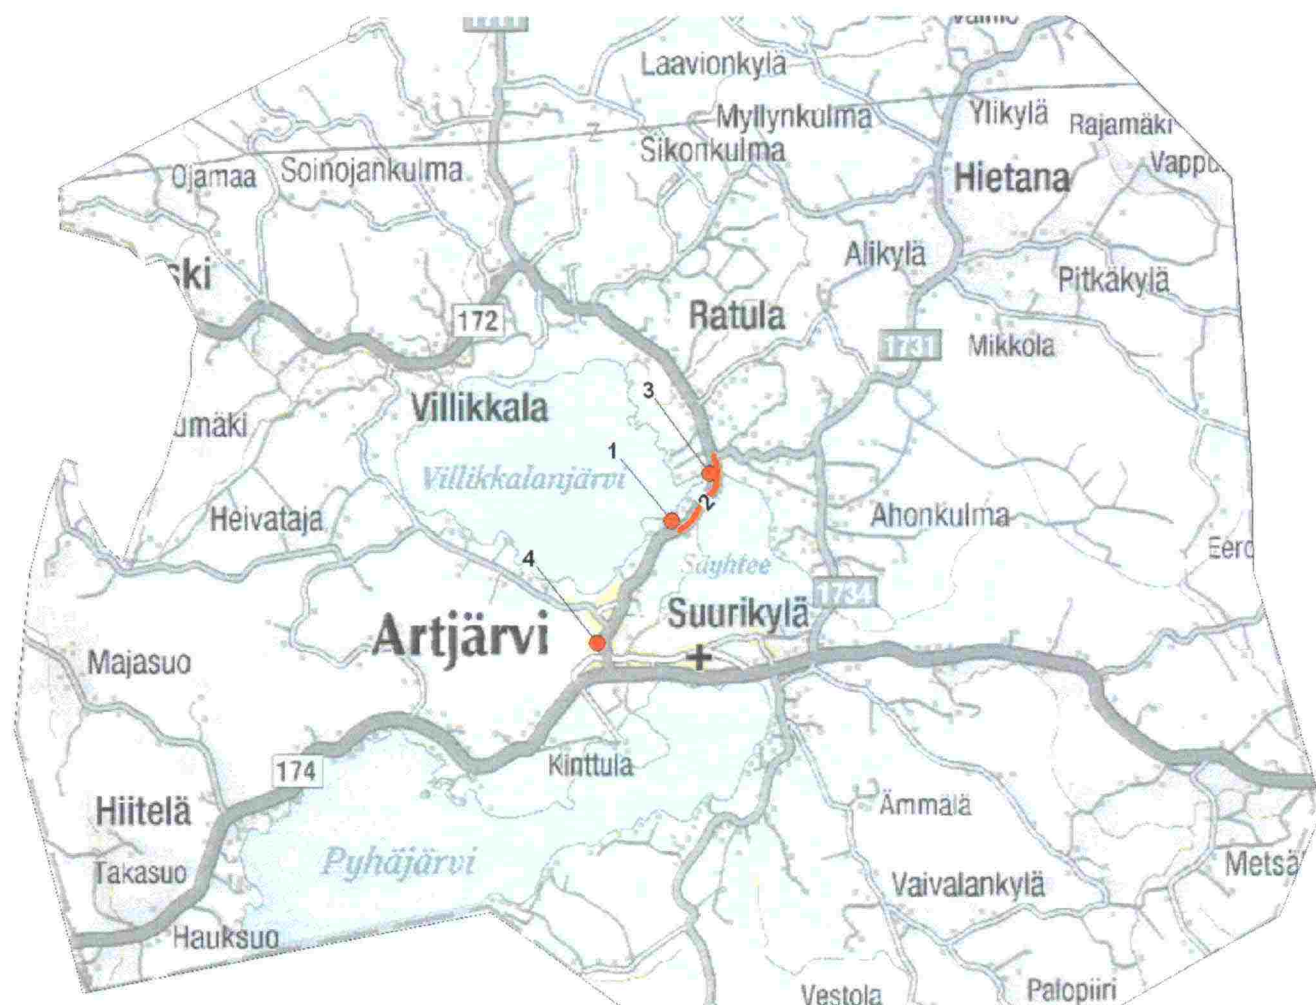 Laavionkylä
Myllynkulma
Ylikylä
Rajamäki
Sikonkulma
Ojamaa
Soinojankulma
Hietana
Alikylä
Pitkäkylä
Ratula
172
1731
Mikkola
3
Villikkala
1
Villikkalanjärvi
2
Heivataja
Ahonkulma
4
Säyhtee
1734
Suurikylä
Artjärvi
Majasuo
174
Kinttula
Hiitelä
Ämmälä
Pyhäjärvi
Takasuo
Vaivalankylä
Hauksuo
Vestola
Palopiiri